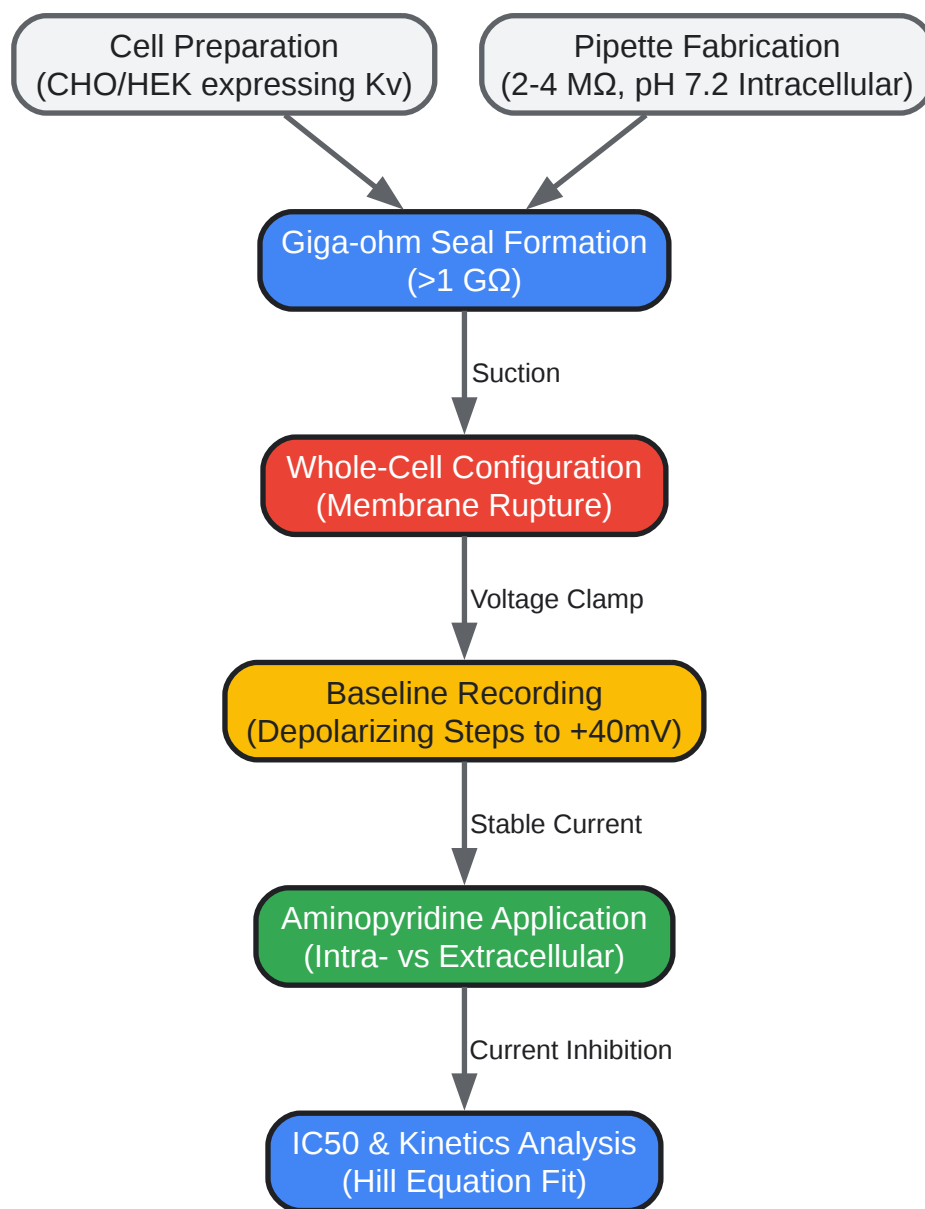 Cell Preparation
(CHO/HEK expressing Kv)
Pipette Fabrication
(2-4 MΩ, pH 7.2 Intracellular)
Giga-ohm Seal Formation
(>1 GΩ)
Suction
Whole-Cell Configuration
(Membrane Rupture)
Voltage Clamp
Baseline Recording
(Depolarizing Steps to +40mV)
Stable Current
Aminopyridine Application
(Intra- vs Extracellular)
Current Inhibition
IC50 & Kinetics Analysis
(Hill Equation Fit)